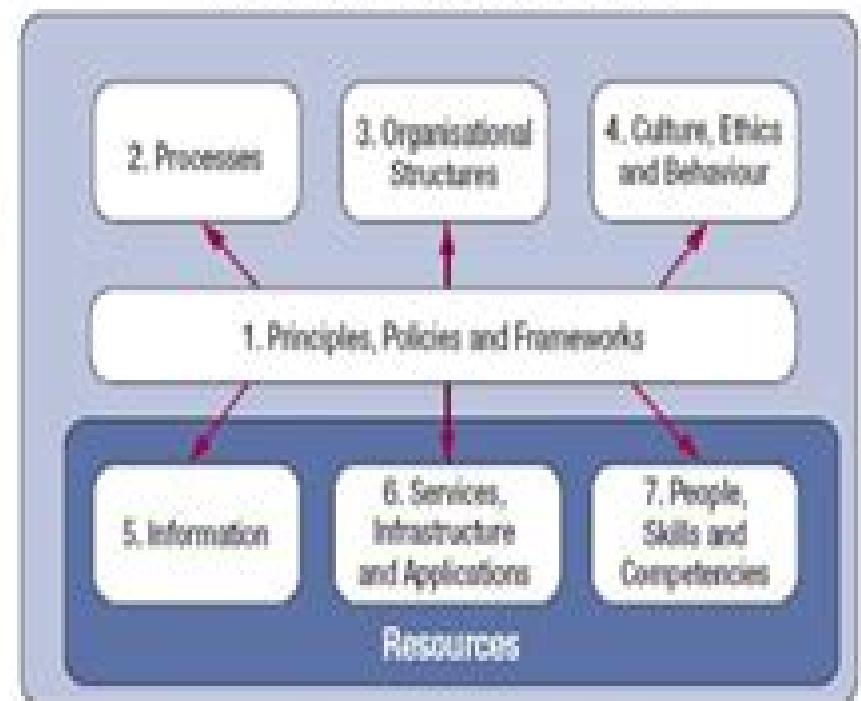 2. Processes
3. Organisational
Structures
4. Culture, Ethics
and Behaviour
1. Principles, Policies and Frameworks
5. Information
6. Services,
Infrastructure
and Applications
7. People,
Skills and
Competencies
Resources